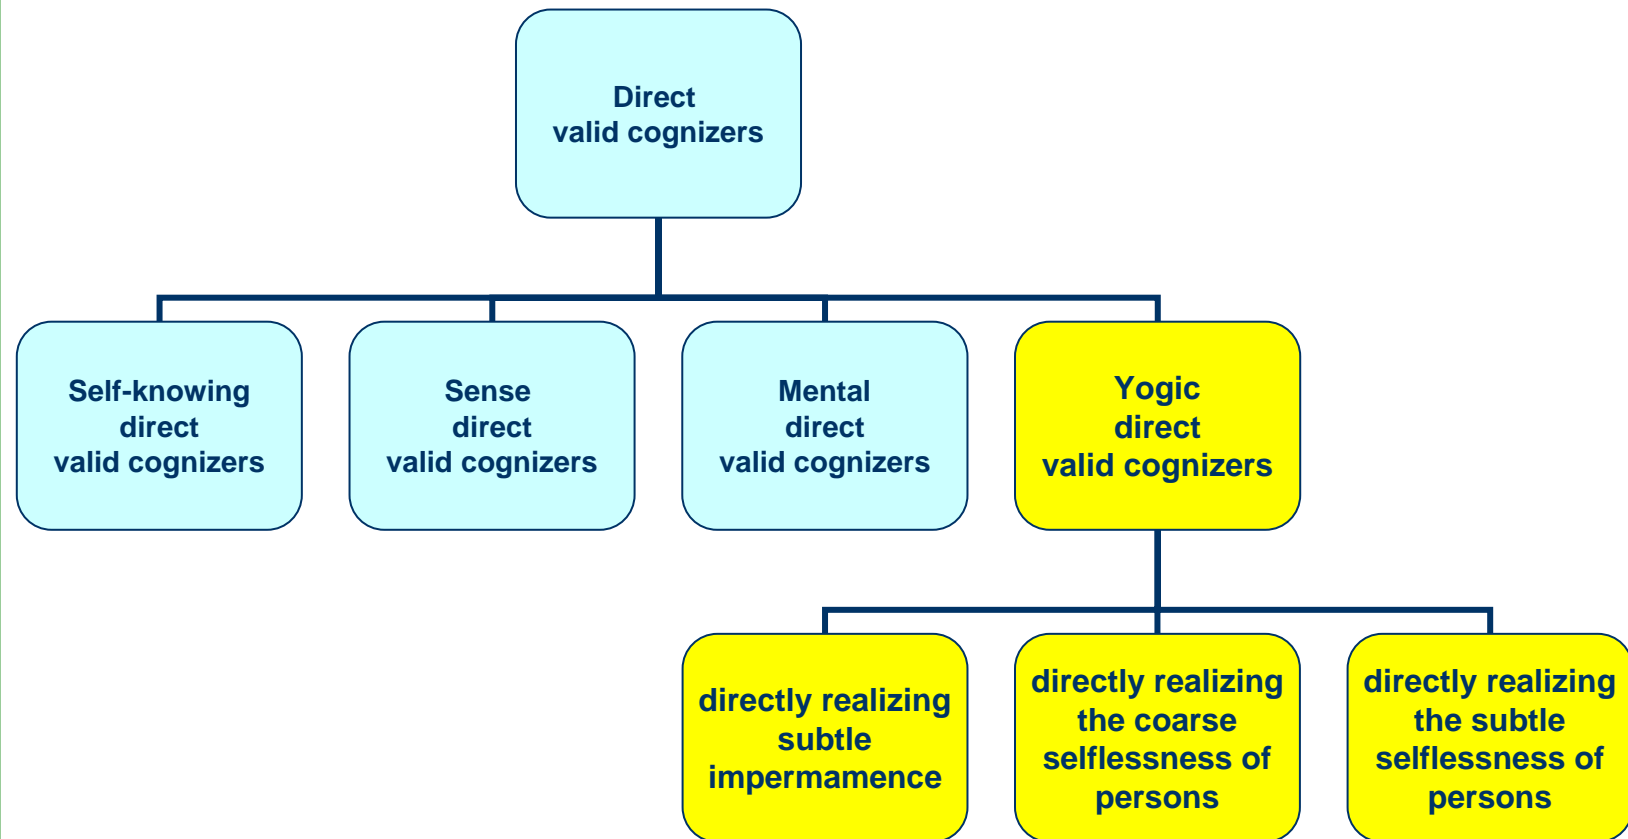 Direct
valid cognizers
Self-knowing
direct
valid cognizers
Sense
direct
valid cognizers
Mental
direct
valid cognizers
Yogic
direct
valid cognizers
directly realizing
subtle
impermamence
directly realizing
the coarse
selflessness of
persons
directly realizing
the subtle
selflessness of
persons